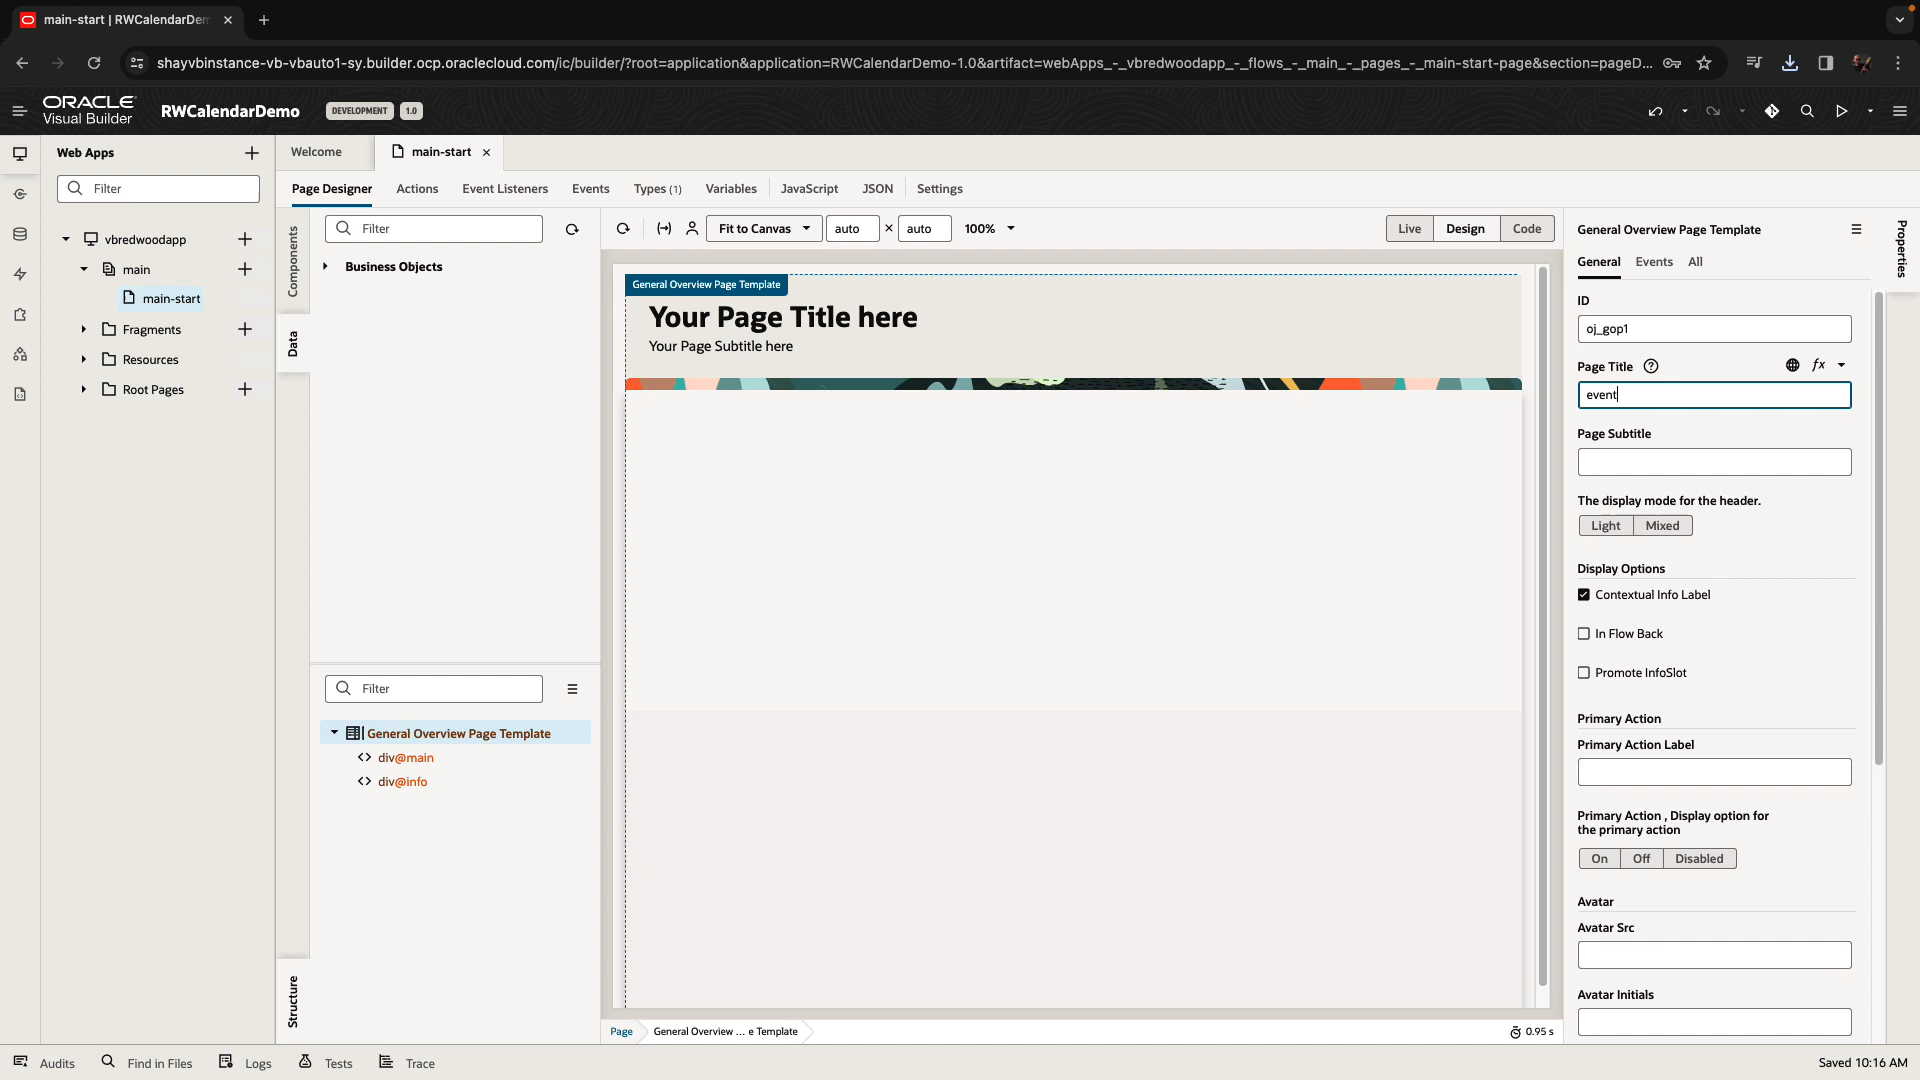 main-start | RWCalendarDem
shayvbinstance-vb-vbauto1-sy.builder.ocp.oraclecloud.com/ic/builder/?root=application&application=RWCalendarDemo-1.0&artifact=webApps_-_vbredwoodapp_-_flows_-_main_-_pages_-_main-start-page&section=pageD...
ORACLE
Visual Builder
RWCalendarDemo
DEVELOPMENT
1.0
Web Apps
Welcome
main-start
Filter
Page Designer
Actions
Event Listeners
Events
Types (1)
Variables
JavaScript
JSON
Settings
Filter
Fit to Canvas
auto
×
auto
100%
Live
Design
Code
General Overview Page Template
Properties
vbredwoodapp
main
main-start
Fragments
Resources
Root Pages
Components
Data
Structure
Business Objects
General Overview Page Template
Your Page Title here
Your Page Subtitle here
General
Events
All
ID
oj_gop1
Page Title
fx
event
Page Subtitle
The display mode for the header.
Light
Mixed
Display Options
Contextual Info Label
In Flow Back
Promote InfoSlot
Primary Action
Primary Action Label
Primary Action , Display option for
the primary action
On
Off
Disabled
Avatar
Avatar Src
Avatar Initials
Filter
General Overview Page Template
div@main
div@info
Page
General Overview ... e Template
0.95 s
Audits
Find in Files
Logs
Tests
Trace
Saved 10:16 AM